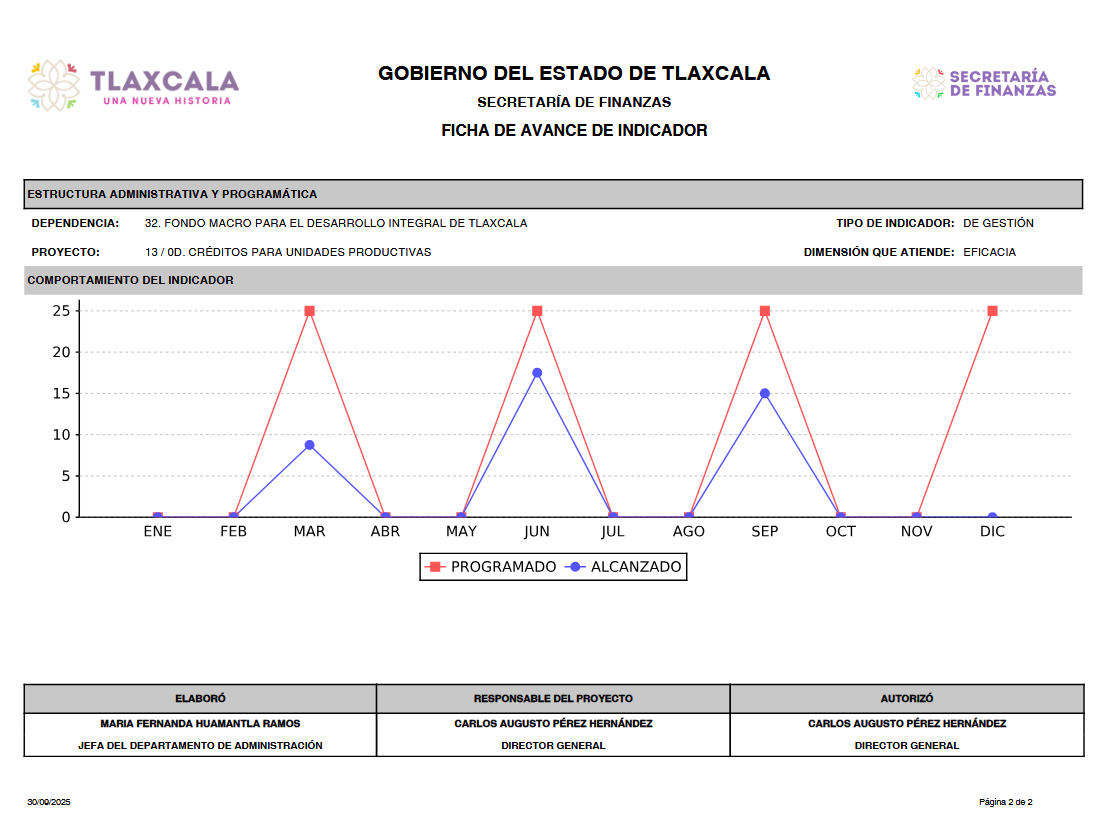 TLAXCALA
UNA NUEVA HISTORIA
GOBIERNO DEL ESTADO DE TLAXCALA
SECRETARÍA DE FINANZAS
FICHA DE AVANCE DE INDICADOR
SECRETARÍA
DE FINANZAS
ESTRUCTURA ADMINISTRATIVA Y PROGRAMÁTICA
DEPENDENCIA: 32. FONDO MACRO PARA EL DESARROLLO INTEGRAL DE TLAXCALA TIPO DE INDICADOR: DE GESTIÓN
PROYECTO: 13 / 0D. CRÉDITOS PARA UNIDADES PRODUCTIVAS DIMENSIÓN QUE ATIENDE: EFICACIA
COMPORTAMIENTO DEL INDICADOR
25
20
15
10
5
0
ENE FEB MAR ABR MAY JUN JUL AGO SEP OCT NOV DIC
PROGRAMADO ALCANZADO
ELABORÓ RESPONSABLE DEL PROYECTO AUTORIZÓ
MARIA FERNANDA HUAMANTLA RAMOS CARLOS AUGUSTO PÉREZ HERNÁNDEZ CARLOS AUGUSTO PÉREZ HERNÁNDEZ
JEFA DEL DEPARTAMENTO DE ADMINISTRACIÓN DIRECTOR GENERAL DIRECTOR GENERAL
30/09/2025 Página 2 de 2